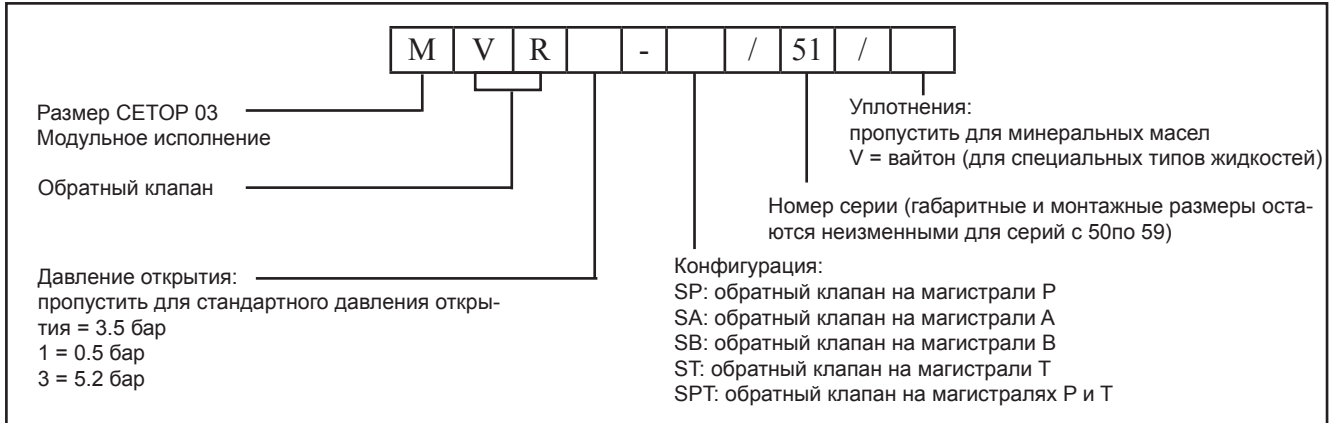 M V R - / 51 /
Размер CETOP 03
Модульное исполнение
Обратный клапан
Давление открытия:
пропустить для стандартного давления откры-
тия = 3.5 бар
1 = 0.5 бар
3 = 5.2 бар
Уплотнения:
пропустить для минеральных масел
V = вайтон (для специальных типов жидкостей)
Номер серии (габаритные и монтажные размеры оста-
ются неизменными для серий с 50по 59)
Конфигурация:
SP: обратный клапан на магистрали P
SA: обратный клапан на магистрали A
SB: обратный клапан на магистрали B
ST: обратный клапан на магистрали T
SPT: обратный клапан на магистралях P и T